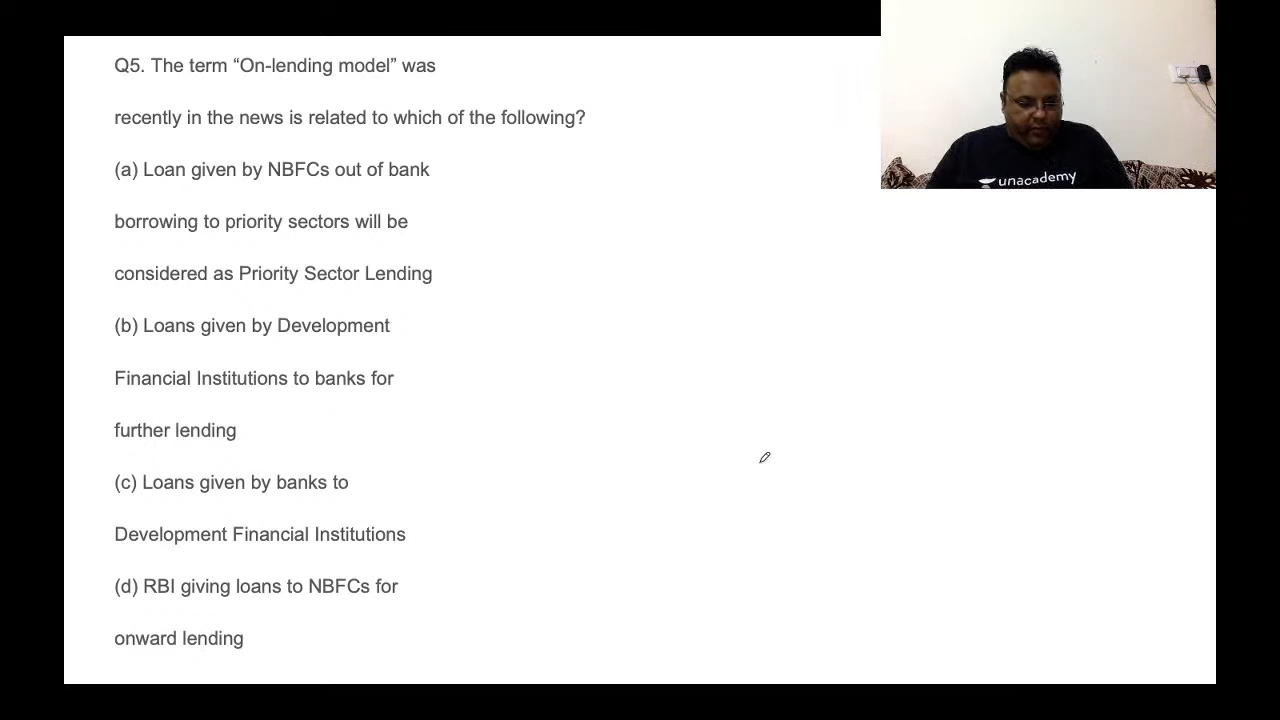 Q5. The term “On-lending model” was
recently in the news is related to which of the following?
(a) Loan given by NBFCs out of bank
borrowing to priority sectors will be
considered as Priority Sector Lending
(b) Loans given by Development
Financial Institutions to banks for
further lending
(c) Loans given by banks to
Development Financial Institutions
(d) RBI giving loans to NBFCs for
onward lending
unacademy